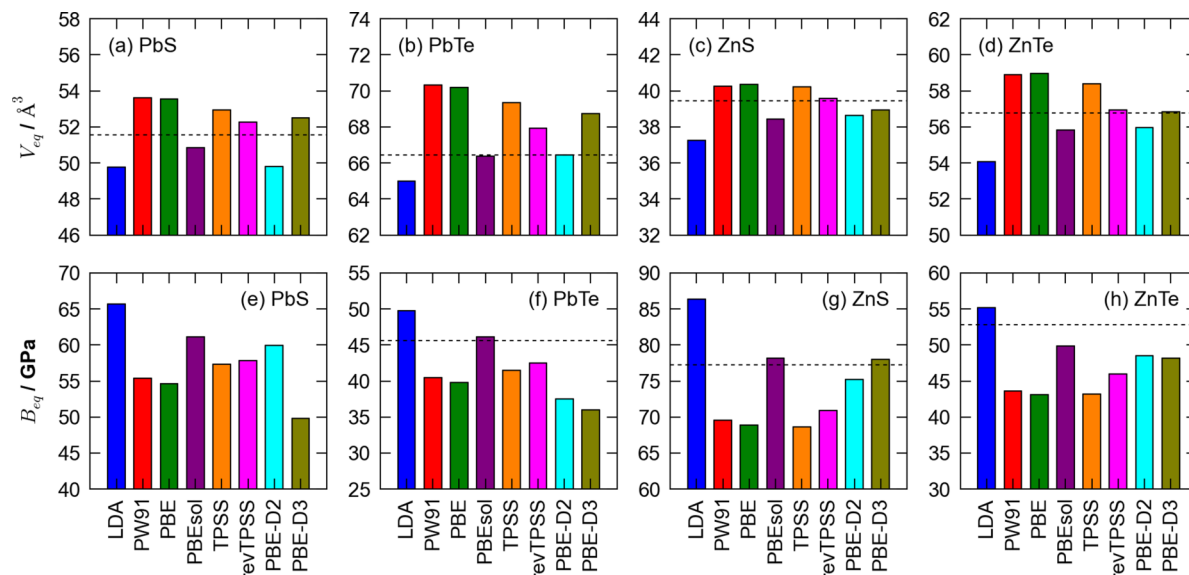 58 (a) PbS
56
54
52
50
48
46
V_eq / Å³
74 (b) PbTe
72
70
68
66
64
62
44 (c) ZnS
42
40
38
36
34
32
62 (d) ZnTe
60
58
56
54
52
50
70 (e) PbS
65
60
55
50
45
40
B_eq / GPa
55 (f) PbTe
50
45
40
35
30
25
90 (g) ZnS
85
80
75
70
65
60
60 (h) ZnTe
55
50
45
40
35
30
LDA
PW91
PBE
PBEsol
TPSS
revTPSS
PBE-D2
PBE-D3
LDA
PW91
PBE
PBEsol
TPSS
revTPSS
PBE-D2
PBE-D3
LDA
PW91
PBE
PBEsol
TPSS
revTPSS
PBE-D2
PBE-D3
LDA
PW91
PBE
PBEsol
TPSS
revTPSS
PBE-D2
PBE-D3